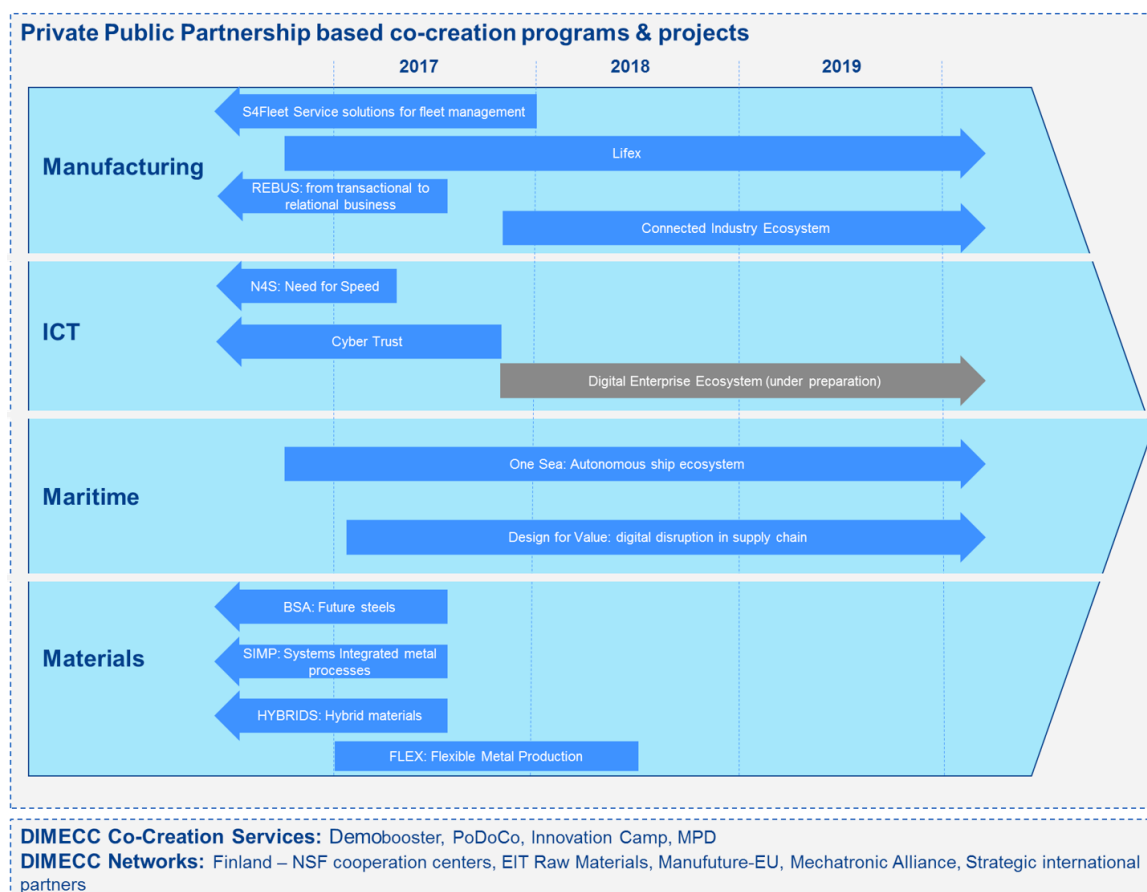 Private Public Partnership based co-creation programs & projects
2017 2018 2019
Manufacturing
S4Fleet Service solutions for fleet management
Lifex
REBUS: from transactional to
relational business
Connected Industry Ecosystem
ICT
N4S: Need for Speed
Cyber Trust
Digital Enterprise Ecosystem (under preparation)
Maritime
One Sea: Autonomous ship ecosystem
Design for Value: digital disruption in supply chain
Materials
BSA: Future steels
SIMP: Systems Integrated metal
processes
HYBRIDS: Hybrid materials
FLEX: Flexible Metal Production
DIMECC Co-Creation Services: Demobooster, PoDoCo, Innovation Camp, MPD
DIMECC Networks: Finland – NSF cooperation centers, EIT Raw Materials, Manufuture-EU, Mechatronic Alliance, Strategic international
partners